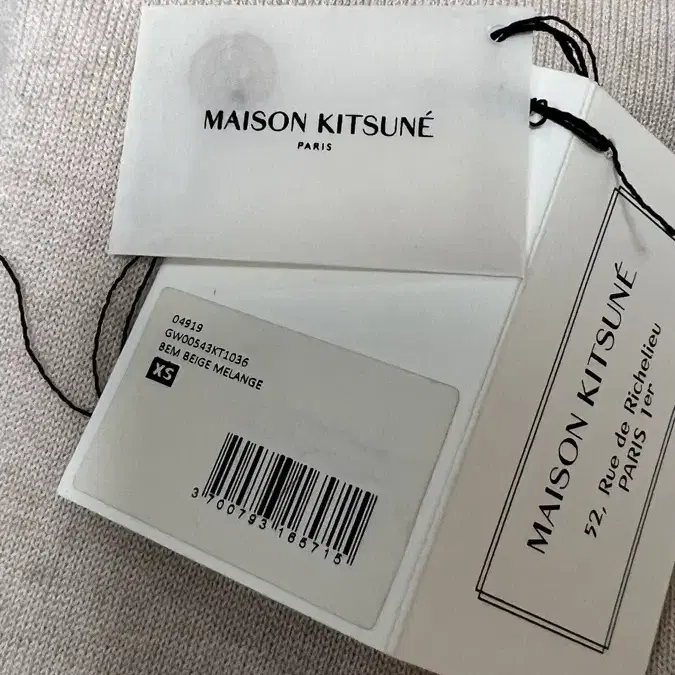 MAISON KITSUNÉ
PARIS
04919
GW00543KT1036
BEM BEIGE MELANGE
XS
3 700793 165715
MAISON KITSUNÉ
52, Rue de Richelieu
PARIS 1er